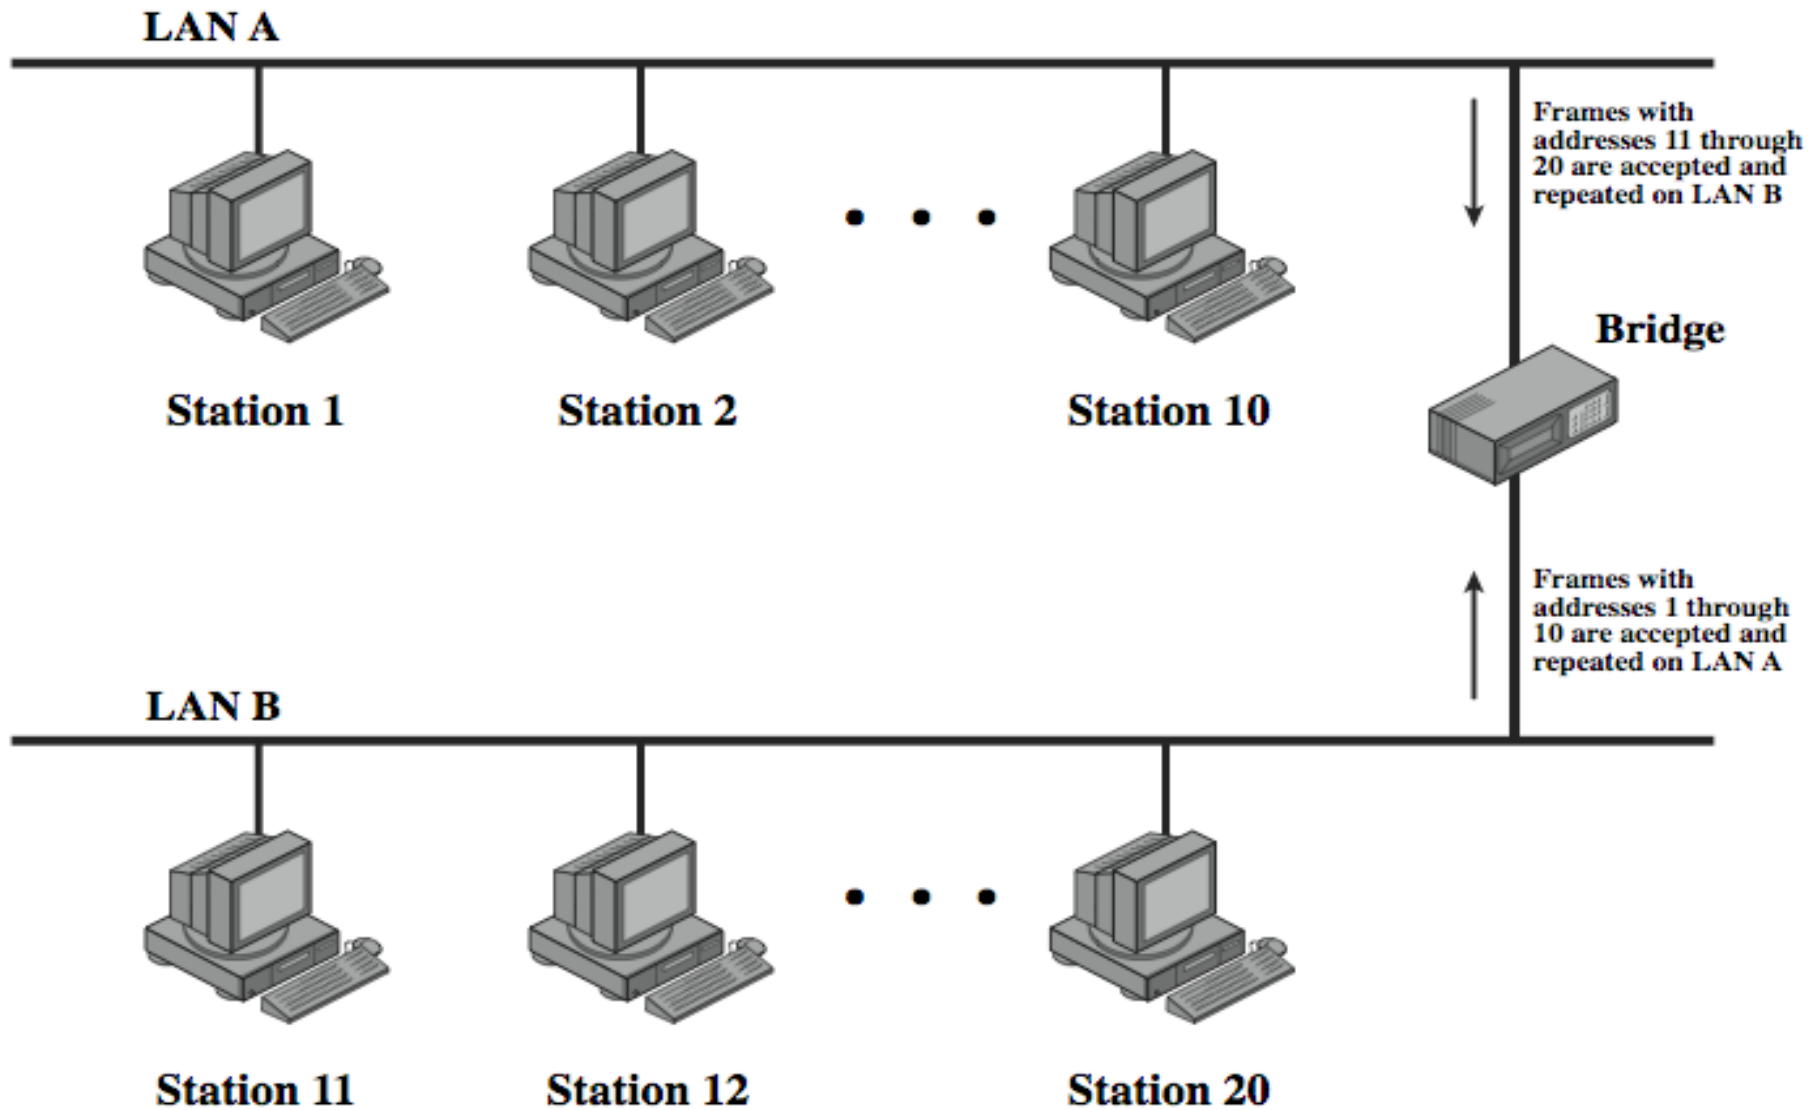 LAN A
Frames with
addresses 11 through
20 are accepted and
repeated on LAN B
Bridge
Station 1
Station 2
Station 10
Frames with
addresses 1 through
10 are accepted and
repeated on LAN A
LAN B
Station 11
Station 12
Station 20